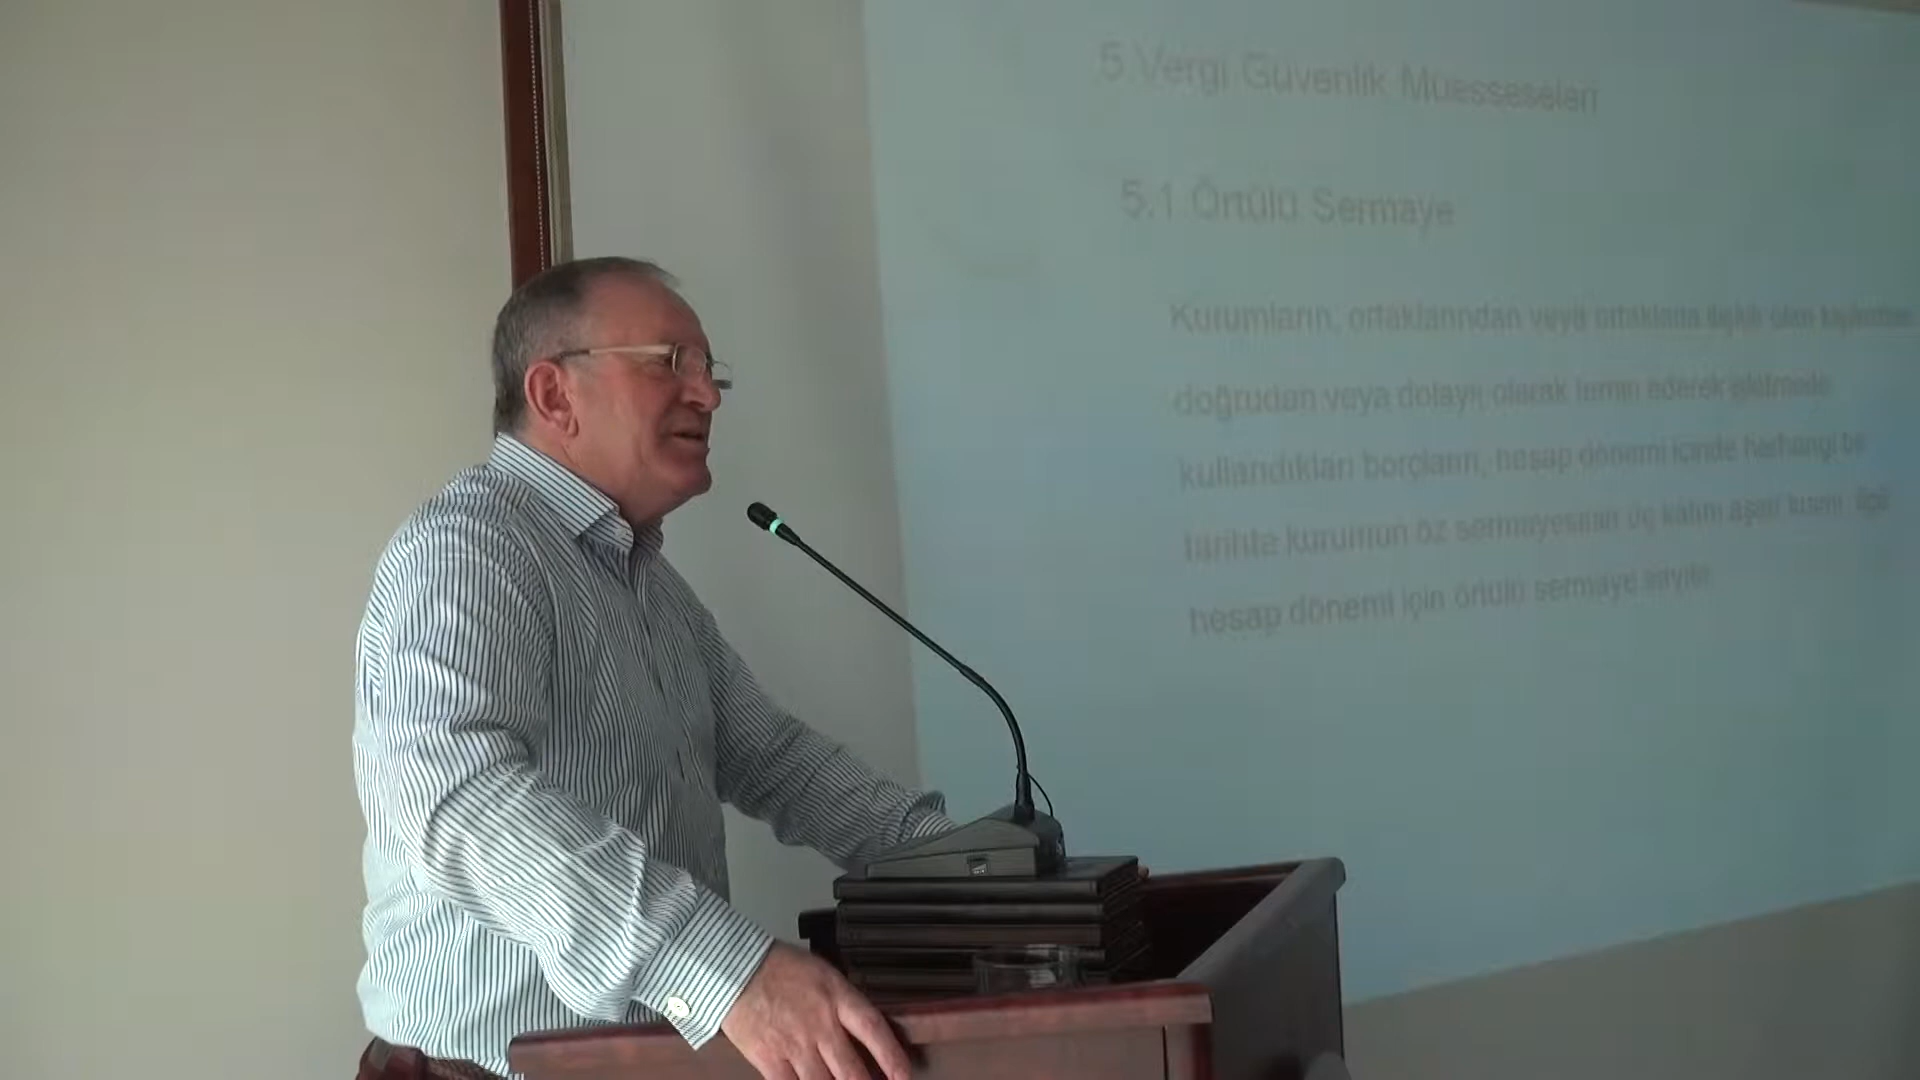 5 Vergi Güvenlik Müesseseleri
5.1 Örtülü Sermaye
Kurumların, ortaklarından veya ortaklarla ilişkili olan kişilerden
doğrudan veya dolaylı olarak temin ederek işletmede
kullandıkları borçların, hesap dönemi içinde herhangi bir
tarihte kurumun öz sermayesinin üç katını aşan kısmı, ilgili
hesap dönemi için örtülü sermaye sayılır.